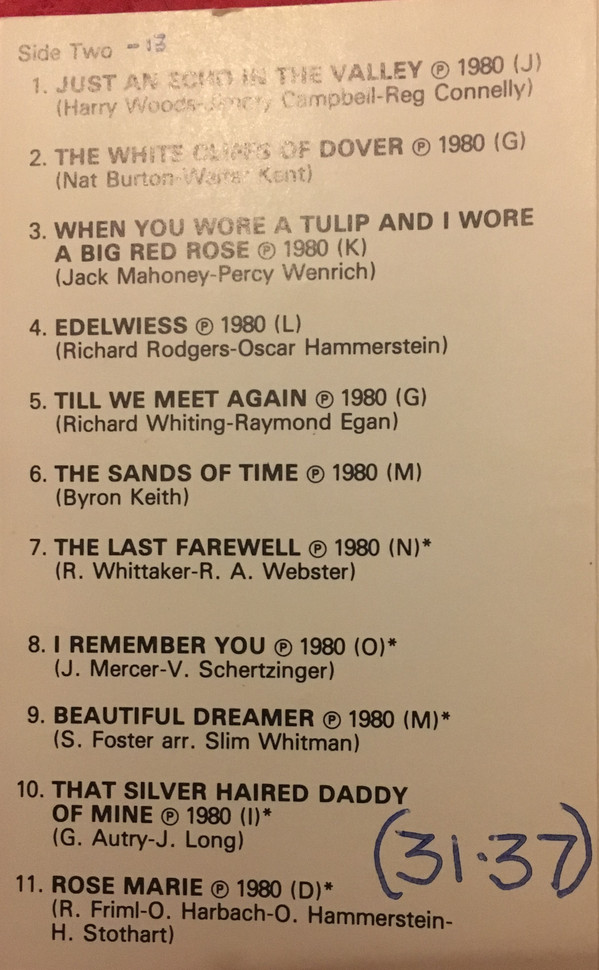 Side Two - 13
1. JUST AN ECHO IN THE VALLEY ℗ 1980 (J)
(Harry Woods-Jimmy Campbell-Reg Connelly)
2. THE WHITE CLIFFS OF DOVER ℗ 1980 (G)
(Nat Burton-Walter Kent)
3. WHEN YOU WORE A TULIP AND I WORE
A BIG RED ROSE ℗ 1980 (K)
(Jack Mahoney-Percy Wenrich)
4. EDELWIESS ℗ 1980 (L)
(Richard Rodgers-Oscar Hammerstein)
5. TILL WE MEET AGAIN ℗ 1980 (G)
(Richard Whiting-Raymond Egan)
6. THE SANDS OF TIME ℗ 1980 (M)
(Byron Keith)
7. THE LAST FAREWELL ℗ 1980 (N)*
(R. Whittaker-R. A. Webster)
8. I REMEMBER YOU ℗ 1980 (O)*
(J. Mercer-V. Schertzinger)
9. BEAUTIFUL DREAMER ℗ 1980 (M)*
(S. Foster arr. Slim Whitman)
10. THAT SILVER HAIRED DADDY
OF MINE ℗ 1980 (I)*
(G. Autry-J. Long)
(31.37)
11. ROSE MARIE ℗ 1980 (D)*
(R. Friml-O. Harbach-O. Hammerstein-
H. Stothart)